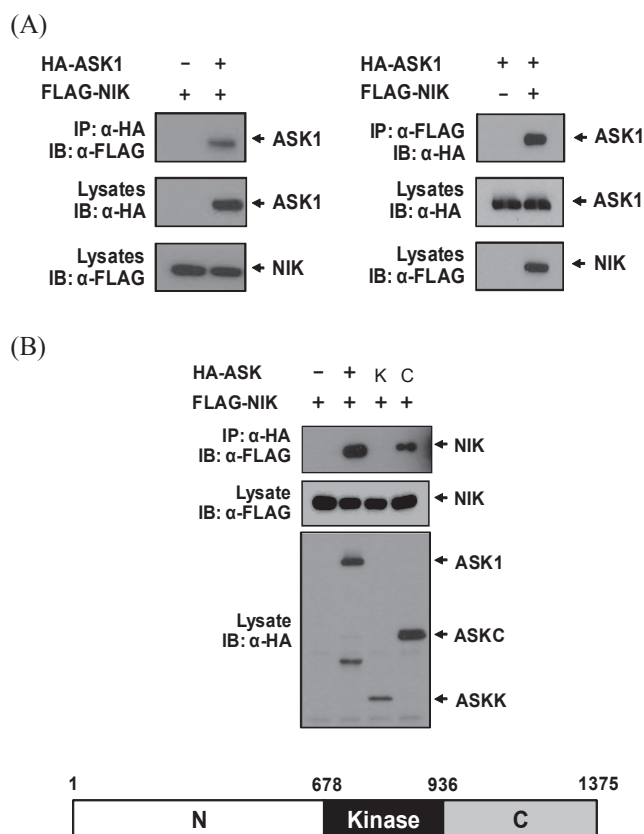 (A)
HA-ASK1 – +
FLAG-NIK + +
IP: α-HA
IB: α-FLAG
ASK1
Lysates
IB: α-HA
ASK1
Lysates
IB: α-FLAG
NIK
HA-ASK1 + +
FLAG-NIK – +
IP: α-FLAG
IB: α-HA
ASK1
Lysates
IB: α-HA
ASK1
Lysates
IB: α-FLAG
NIK
(B)
HA-ASK – + K C
FLAG-NIK + + + +
IP: α-HA
IB: α-FLAG
NIK
Lysate
IB: α-FLAG
NIK
Lysate
IB: α-HA
ASK1
ASKC
ASKK
1 678 936 1375
N Kinase C